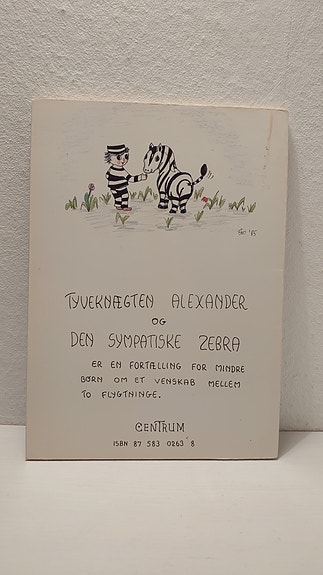 TYVEKNÆGTEN ALEXANDER
OG
DEN SYMPATISKE ZEBRA
ER EN FORTÆLLING FOR MINDRE
BØRN OM ET VENSKAB MELLEM
TO FLYGTNINGE.
CENTRUM
ISBN 87 583 0263 8